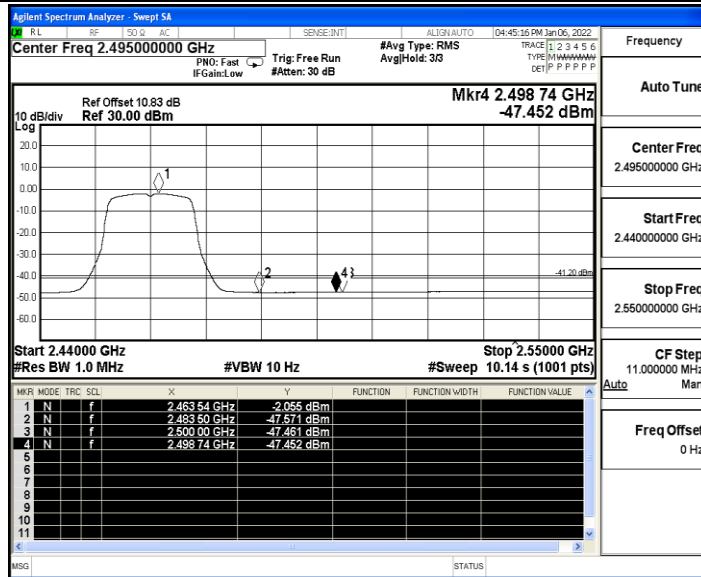 Agilent Spectrum Analyzer - Swept SA
RL RF 50 Ω AC SENSE:INT ALIGN AUTO 04:45:16 PM Jan 06, 2022
Center Freq 2.495000000 GHz
PNO: Fast
IFGain:Low
Trig: Free Run
#Atten: 30 dB
#Avg Type: RMS
Avg|Hold: 3/3
TRACE 1 2 3 4 5 6
TYPE MWWWWW
DET P P P P P P
Ref Offset 10.83 dB
10 dB/div Ref 30.00 dBm
Log
Mkr4 2.498 74 GHz
-47.452 dBm
20.0
10.0
0.00
-10.0
-20.0
-30.0
-40.0
-50.0
-60.0
1
2
4 3
-41.20 dBm
Start 2.44000 GHz Stop 2.55000 GHz
#Res BW 1.0 MHz #VBW 10 Hz #Sweep 10.14 s (1001 pts)
MKR MODE TRC SCL X Y FUNCTION FUNCTION WIDTH FUNCTION VALUE
1 N f 2.463 54 GHz -2.055 dBm
2 N f 2.483 50 GHz -47.571 dBm
3 N f 2.500 00 GHz -47.461 dBm
4 N f 2.498 74 GHz -47.452 dBm
5
6
7
8
9
10
11
MSG STATUS
Frequency
Auto Tune
Center Freq
2.495000000 GHz
Start Freq
2.440000000 GHz
Stop Freq
2.550000000 GHz
CF Step
11.000000 MHz
Auto Man
Freq Offset
0 Hz